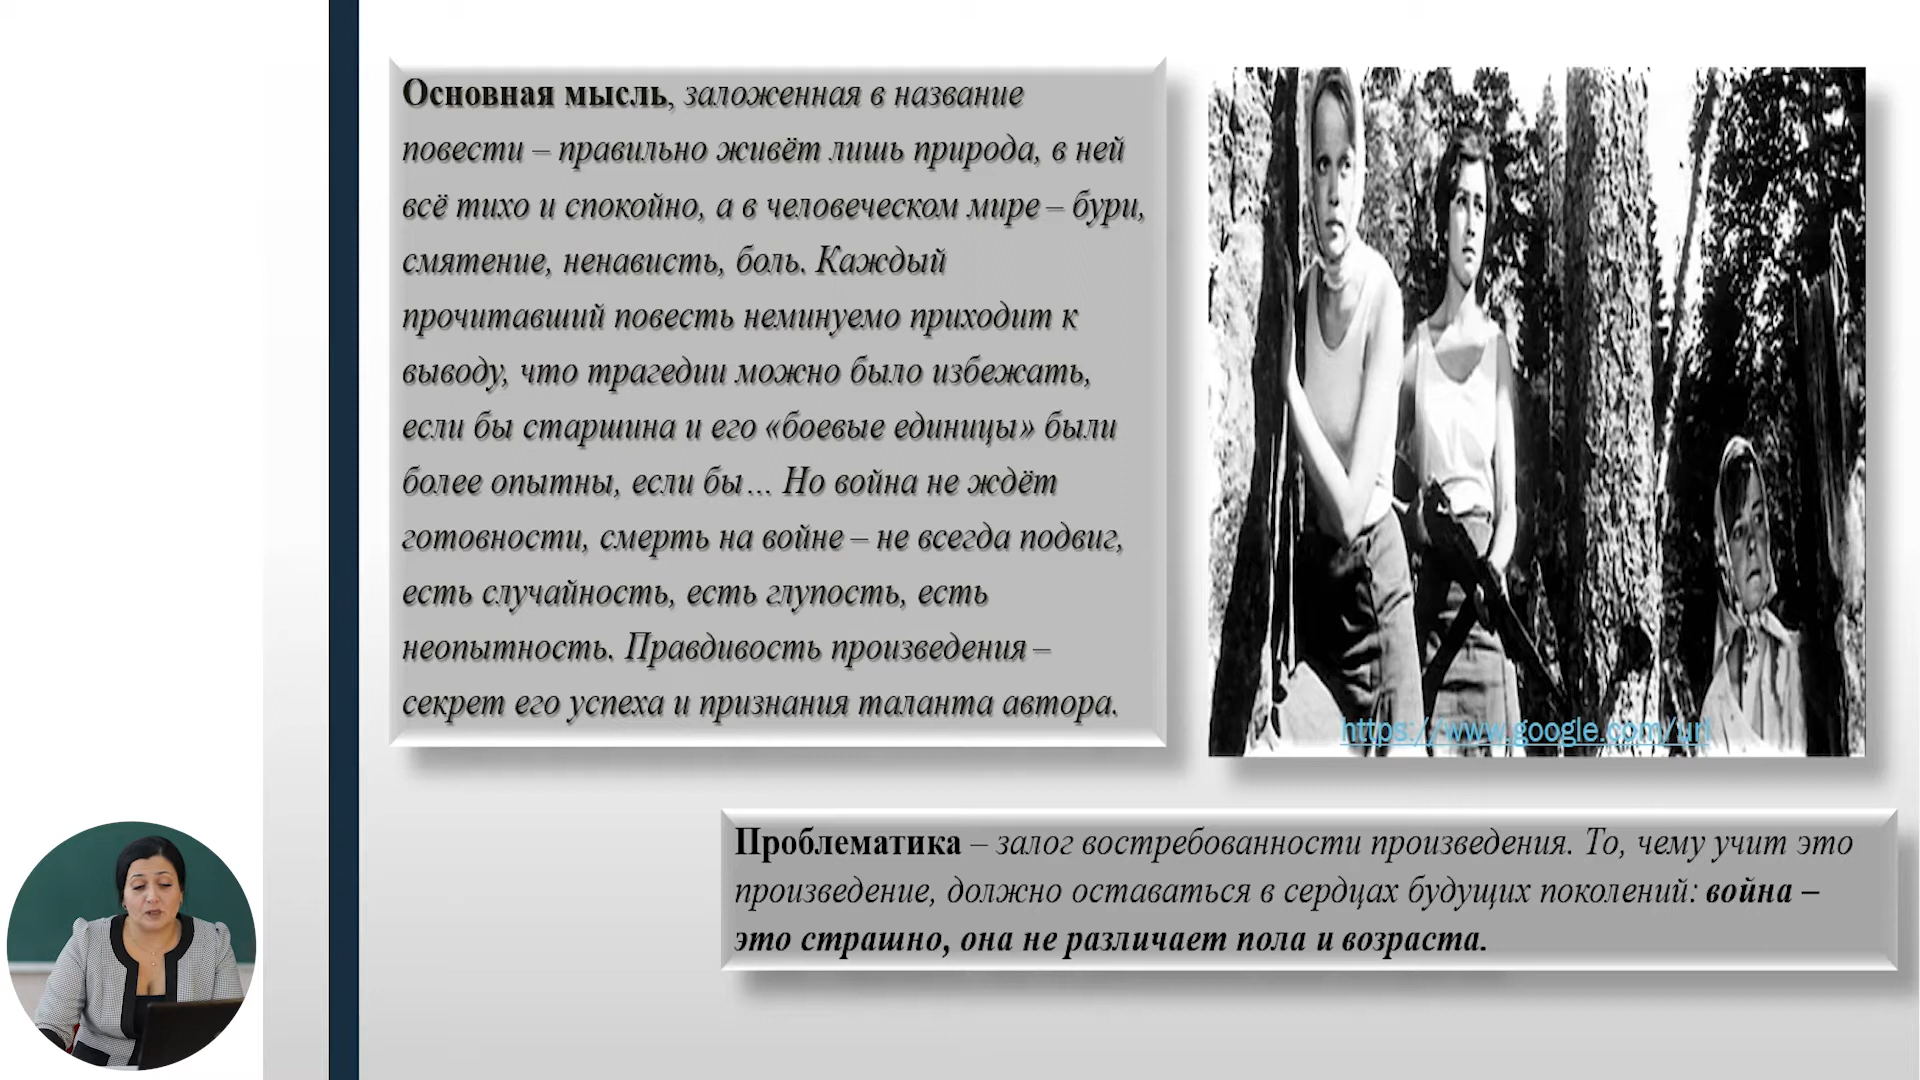 Основная мысль, заложенная в название
повести – правильно живёт лишь природа, в ней
всё тихо и спокойно, а в человеческом мире – бури,
смятение, ненависть, боль. Каждый
прочитавший повесть неминуемо приходит к
выводу, что трагедии можно было избежать,
если бы старшина и его «боевые единицы» были
более опытны, если бы... Но война не ждёт
готовности, смерть на войне – не всегда подвиг,
есть случайность, есть глупость, есть
неопытность. Правдивость произведения –
секрет его успеха и признания таланта автора.
https://www.google.com/url
Проблематика – залог востребованности произведения. То, чему учит это
произведение, должно оставаться в сердцах будущих поколений: война –
это страшно, она не различает пола и возраста.